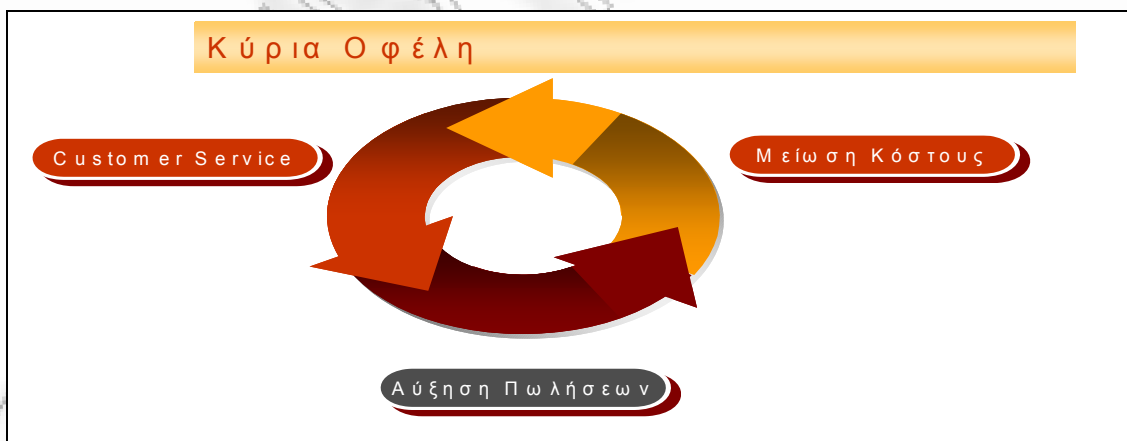 Κύρια Οφέλη
Customer Service
Μείωση Κόστους
Αύξηση Πωλήσεων